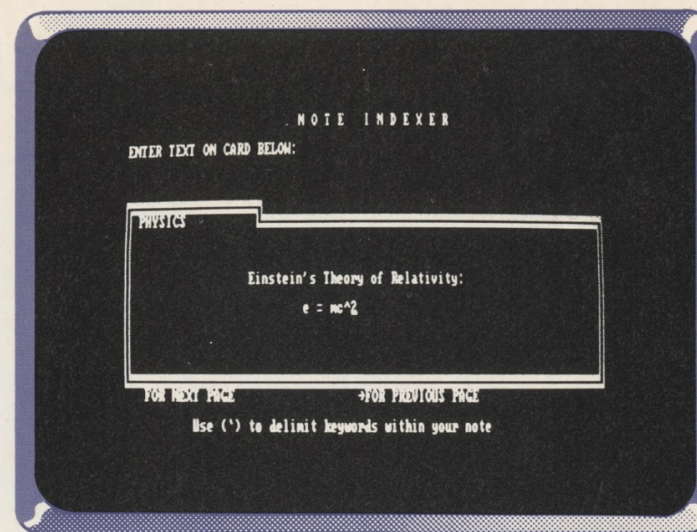 NOTE INDEXER
ENTER TEXT ON CARD BELOW:
PHYSICS
Einstein's Theory of Relativity:
e = mc^2
FOR NEXT PAGE →FOR PREVIOUS PAGE
Use (`) to delimit keywords within your note